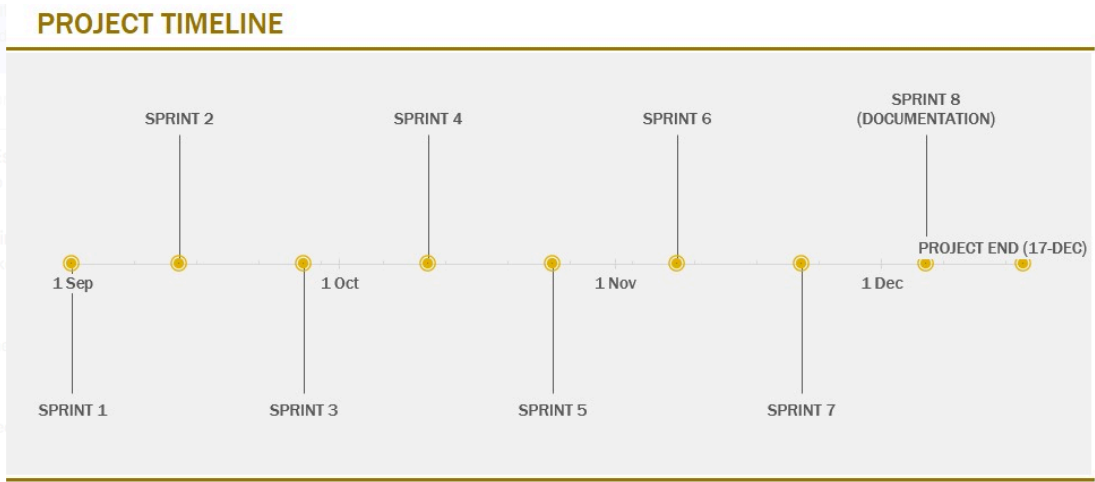 PROJECT TIMELINE
SPRINT 2
SPRINT 4
SPRINT 6
SPRINT 8
(DOCUMENTATION)
PROJECT END (17-DEC)
1 Sep
1 Oct
1 Nov
1 Dec
SPRINT 1
SPRINT 3
SPRINT 5
SPRINT 7